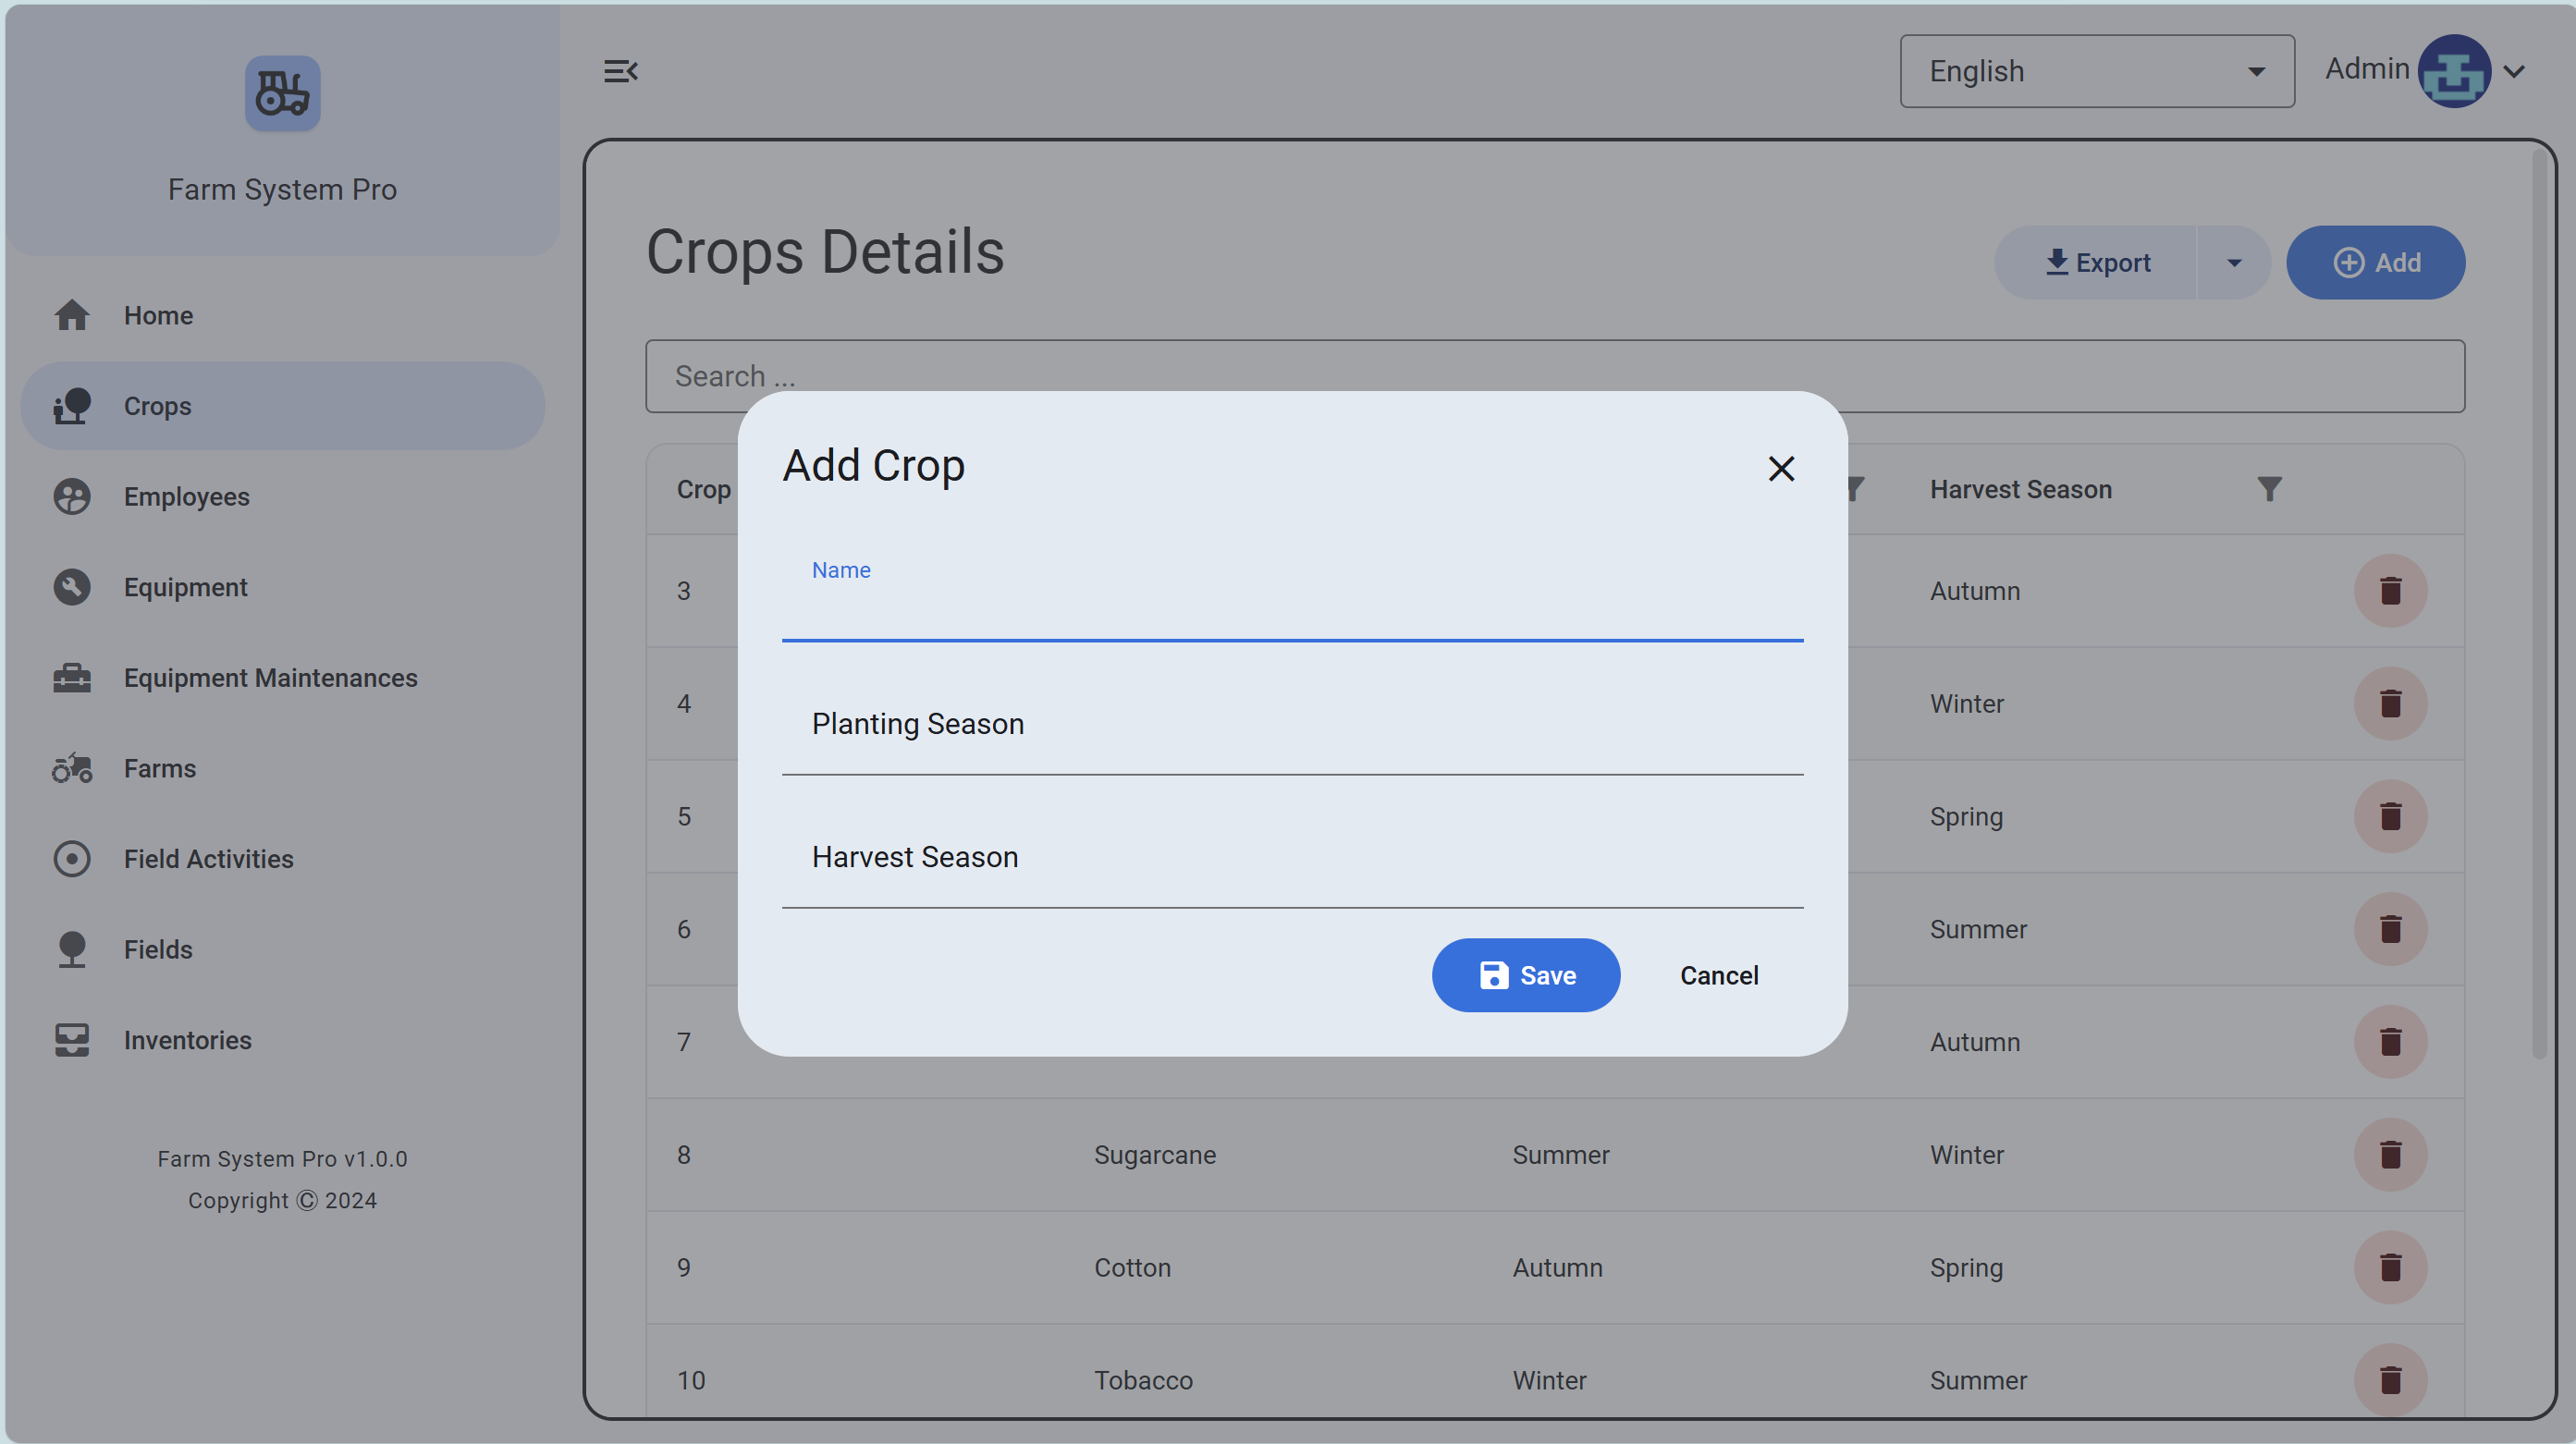 Farm System Pro
Home
Crops
Employees
Equipment
Equipment Maintenances
Farms
Field Activities
Fields
Inventories
Farm System Pro v1.0.0
Copyright Ⓒ 2024
English
Admin
Crops Details
Export
Add
Search ...
Crop
Harvest Season
3 Autumn
4 Winter
5 Spring
6 Summer
7 Autumn
8 Sugarcane Summer Winter
9 Cotton Autumn Spring
10 Tobacco Winter Summer
Add Crop
Name
Planting Season
Harvest Season
Save
Cancel